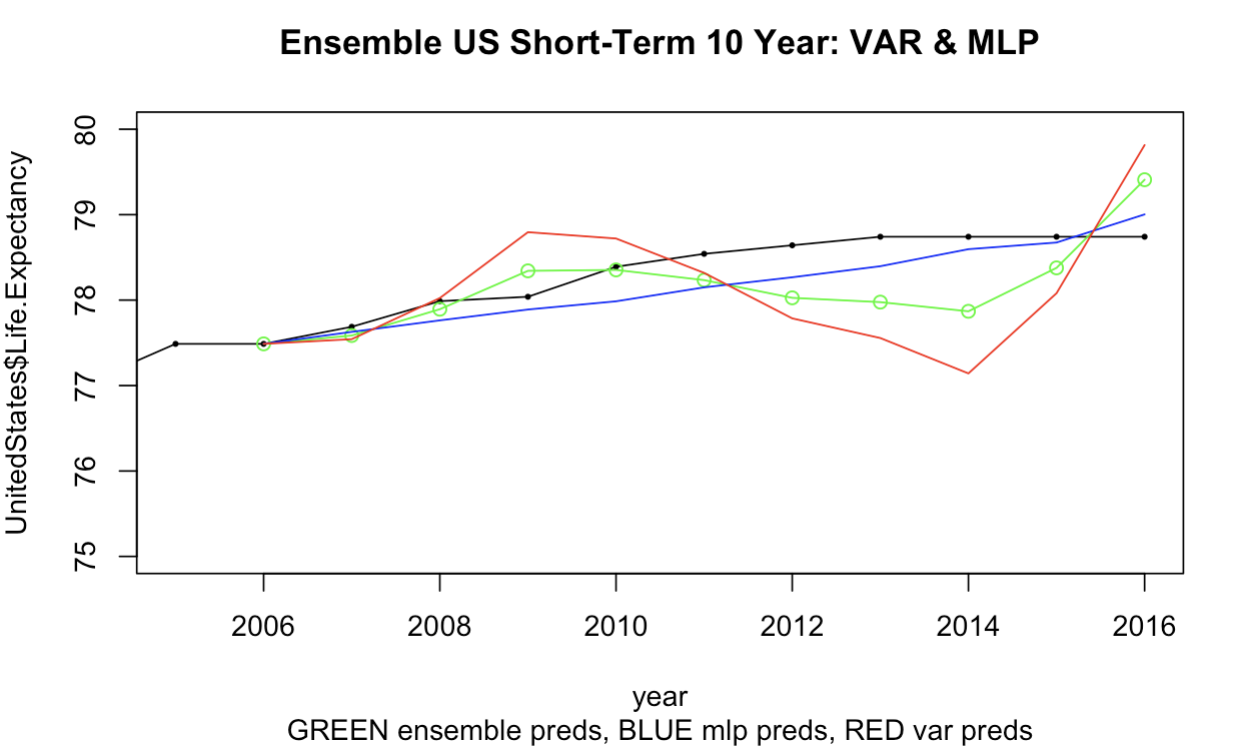 Ensemble US Short-Term 10 Year: VAR & MLP
UnitedStates$Life.Expectancy
80
79
78
77
76
75
2006 2008 2010 2012 2014 2016
year
GREEN ensemble preds, BLUE mlp preds, RED var preds